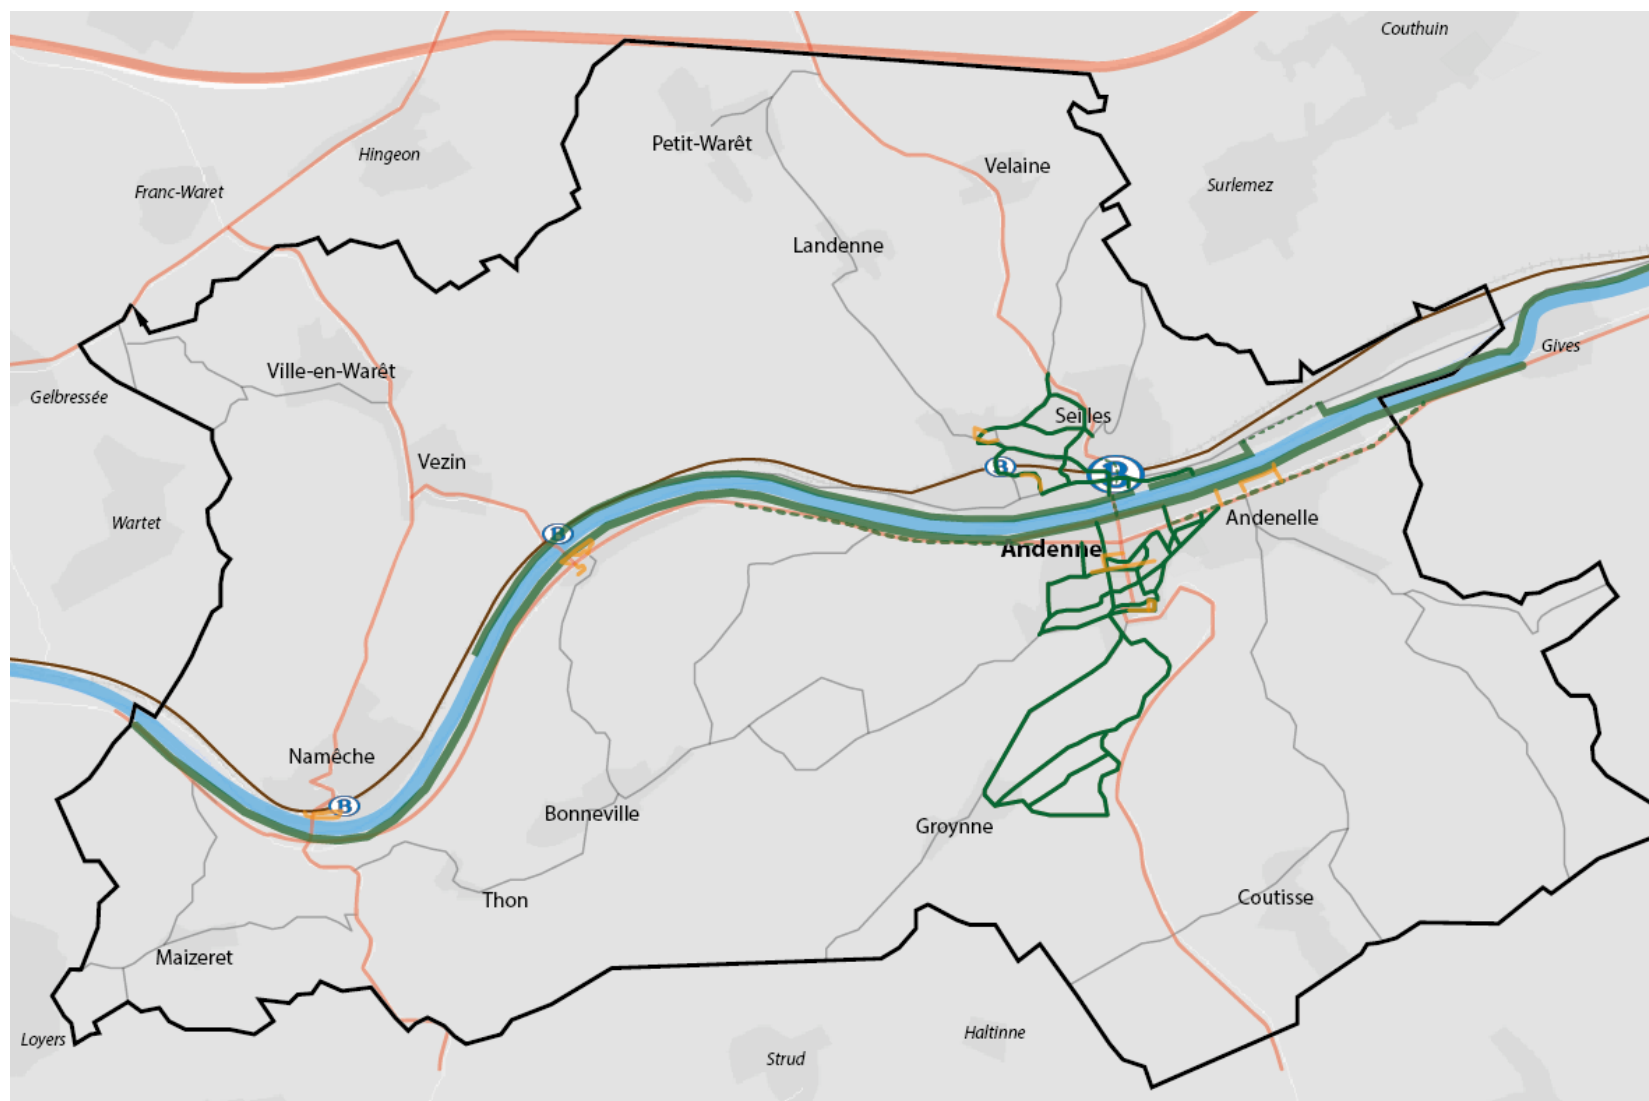 Couthuin
Petit-Warêt
Hingeon
Velaine
Surlemez
Franc-Waret
Landenne
Gives
Ville-en-Warêt
Gelbressée
Seilles
Vezin
B
B
Wartet
Andenelle
B
Andenne
Namêche
B
Bonneville
Groynne
Thon
Coutisse
Maizeret
Loyers
Haltinne
Strud